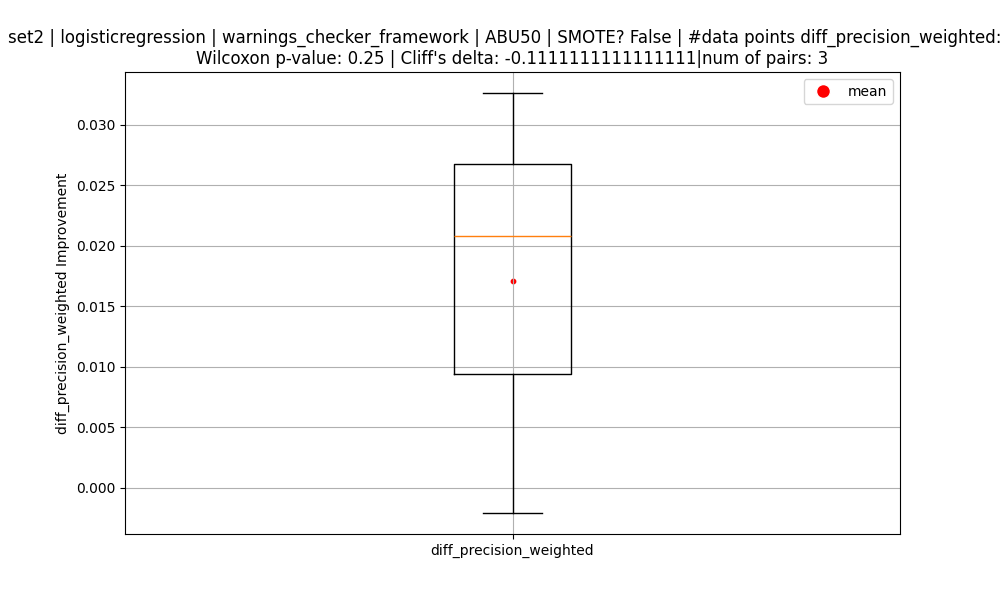 set2 | logisticregression | warnings_checker_framework | ABU50 | SMOTE? False | #data points diff_precision_weighted:
Wilcoxon p-value: 0.25 | Cliff's delta: -0.1111111111111111|num of pairs: 3
mean
0.030
0.025
0.020
0.015
0.010
0.005
0.000
diff_precision_weighted Improvement
diff_precision_weighted